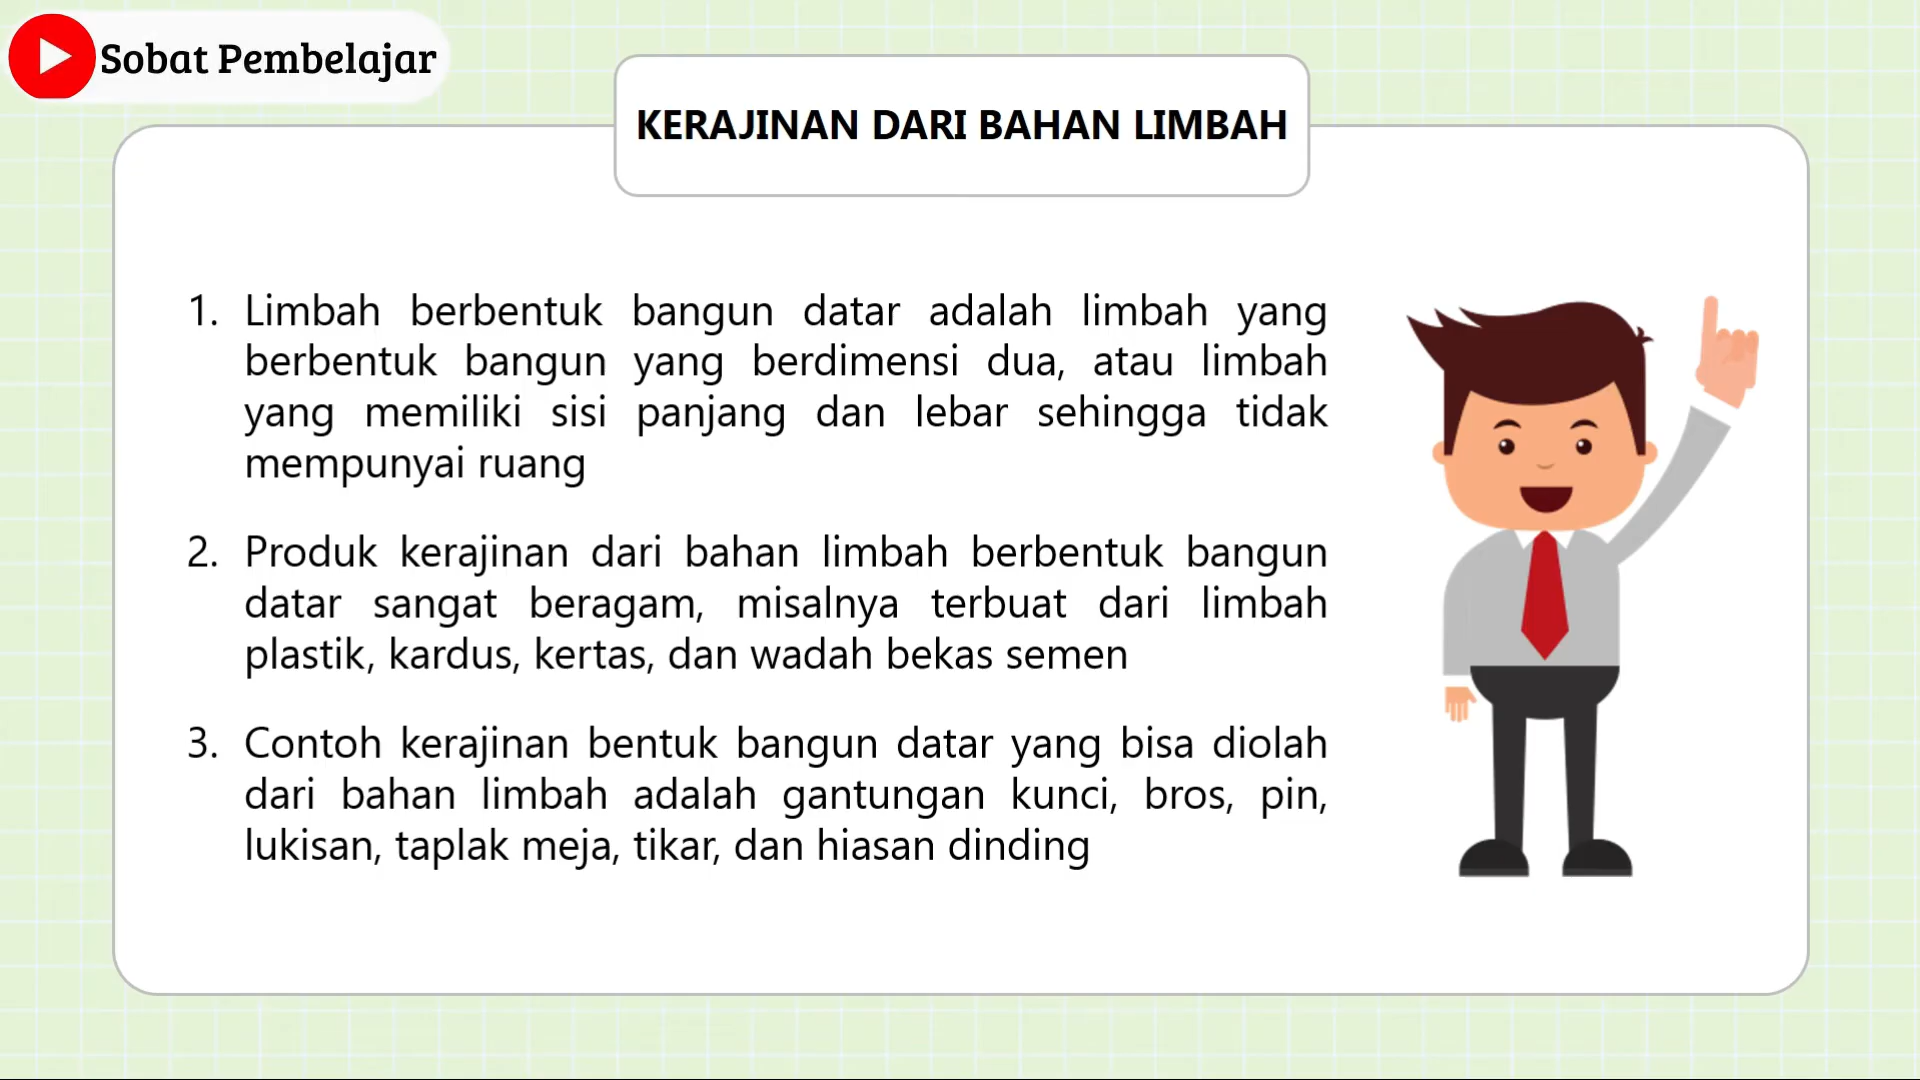 Sobat Pembelajar
KERAJINAN DARI BAHAN LIMBAH
1. Limbah berbentuk bangun datar adalah limbah yang
berbentuk bangun yang berdimensi dua, atau limbah
yang memiliki sisi panjang dan lebar sehingga tidak
mempunyai ruang
2. Produk kerajinan dari bahan limbah berbentuk bangun
datar sangat beragam, misalnya terbuat dari limbah
plastik, kardus, kertas, dan wadah bekas semen
3. Contoh kerajinan bentuk bangun datar yang bisa diolah
dari bahan limbah adalah gantungan kunci, bros, pin,
lukisan, taplak meja, tikar, dan hiasan dinding